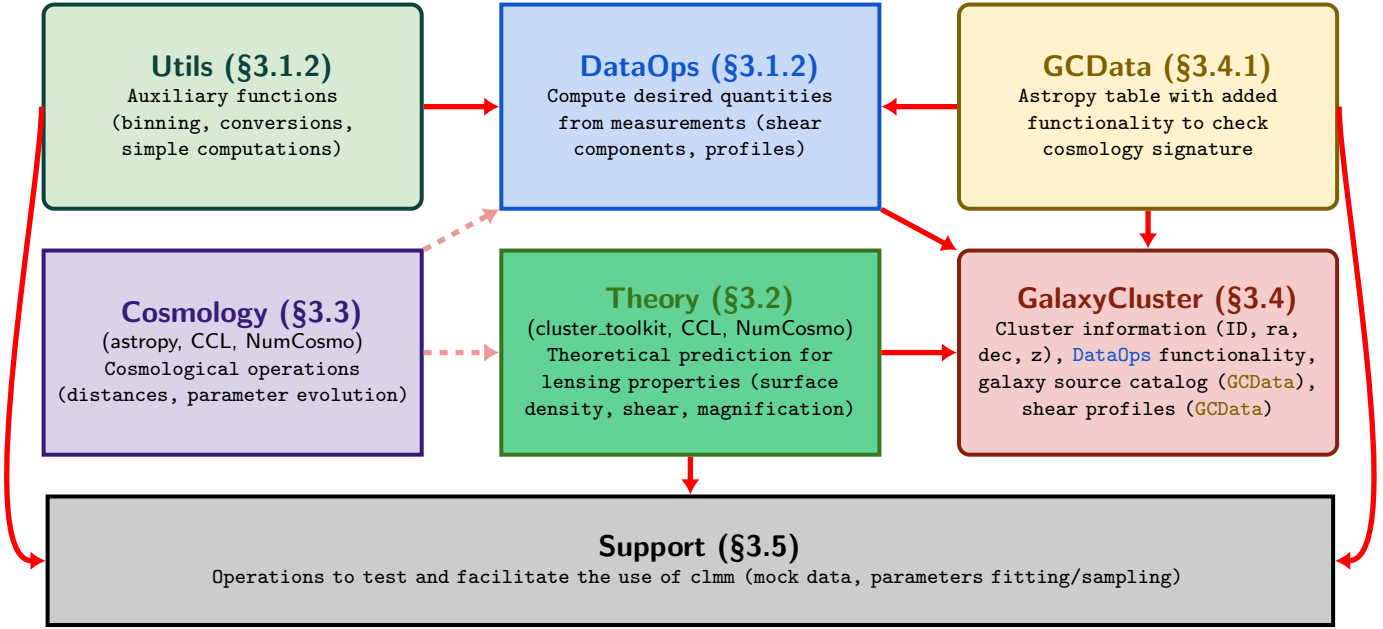 Utils (§3.1.2)
Auxiliary functions
(binning, conversions,
simple computations)
DataOps (§3.1.2)
Compute desired quantities
from measurements (shear
components, profiles)
GCData (§3.4.1)
Astropy table with added
functionality to check
cosmology signature
Cosmology (§3.3)
(astropy, CCL, NumCosmo)
Cosmological operations
(distances, parameter evolution)
Theory (§3.2)
(cluster_toolkit, CCL, NumCosmo)
Theoretical prediction for
lensing properties (surface
density, shear, magnification)
GalaxyCluster (§3.4)
Cluster information (ID, ra,
dec, z), DataOps functionality,
galaxy source catalog (GCData),
shear profiles (GCData)
Support (§3.5)
Operations to test and facilitate the use of clmm (mock data, parameters fitting/sampling)